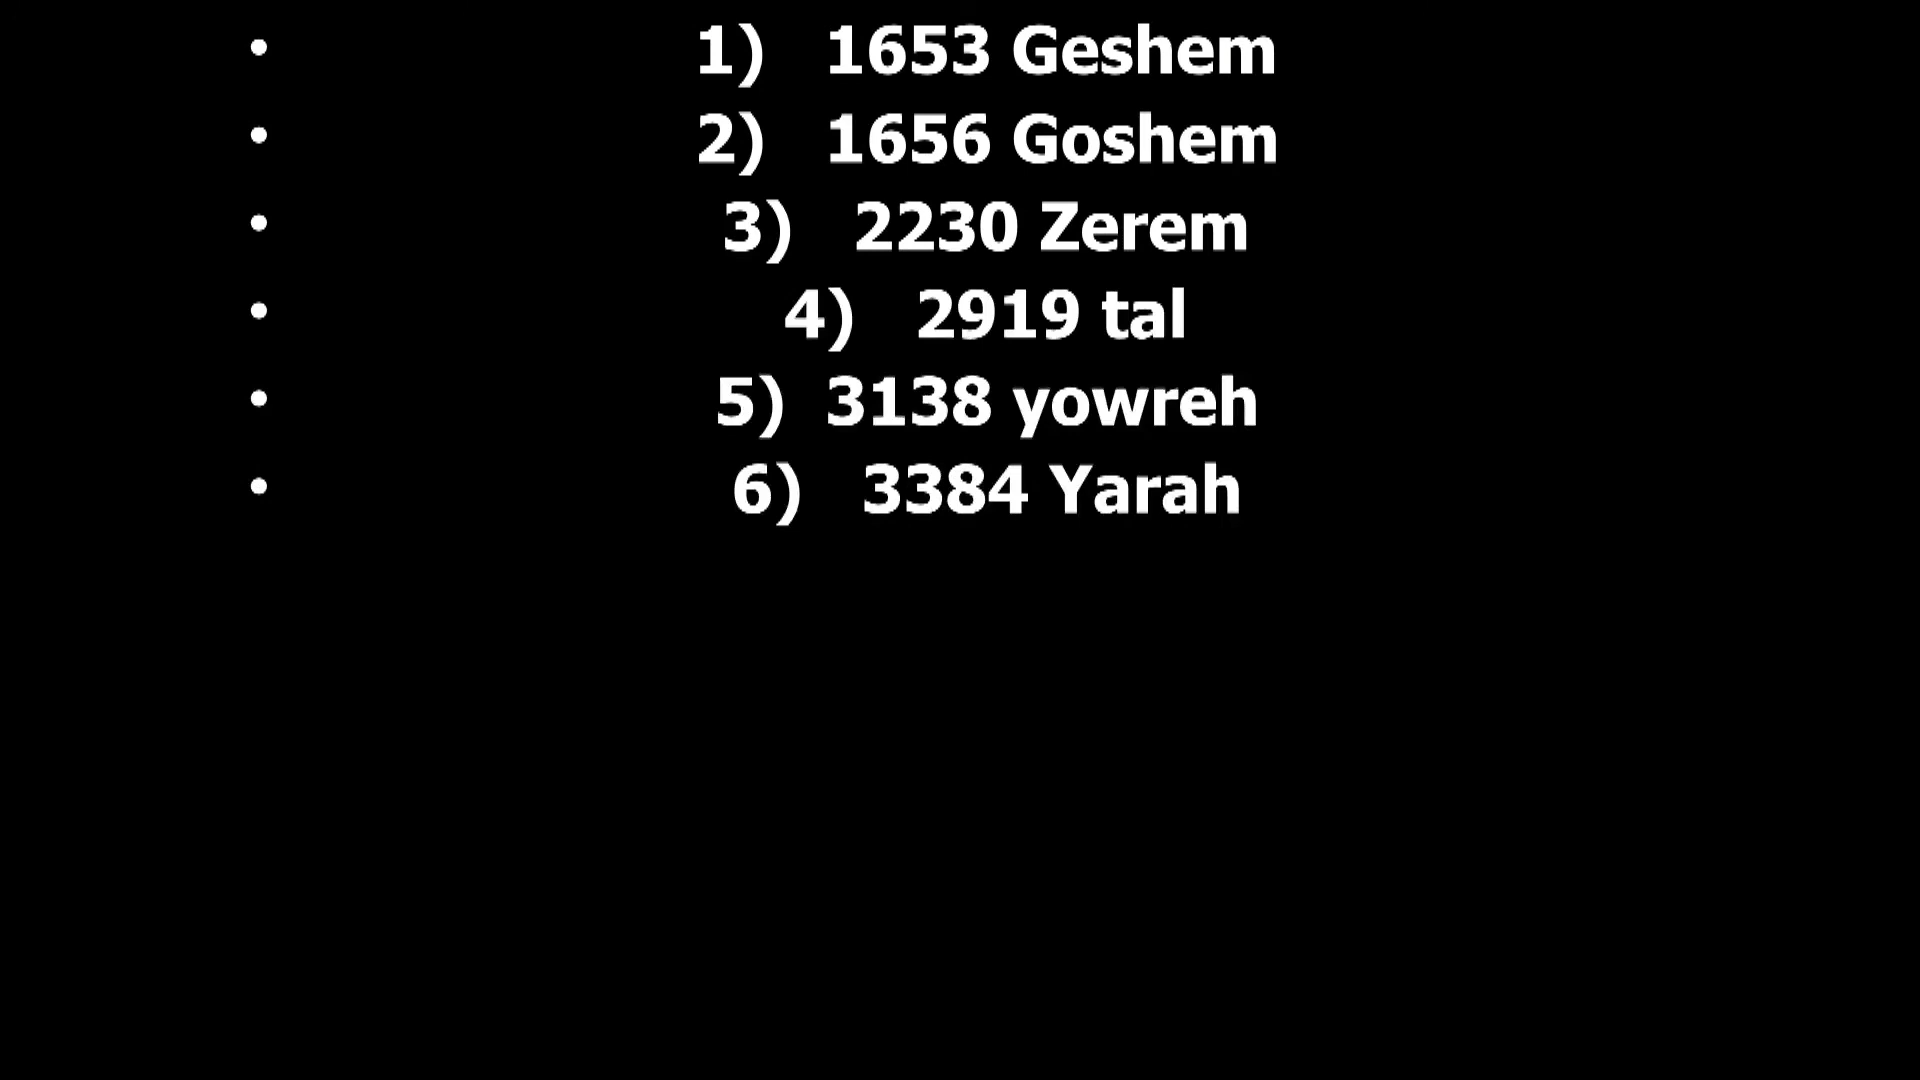 • 1) 1653 Geshem
• 2) 1656 Goshem
• 3) 2230 Zerem
• 4) 2919 tal
• 5) 3138 yowreh
• 6) 3384 Yarah